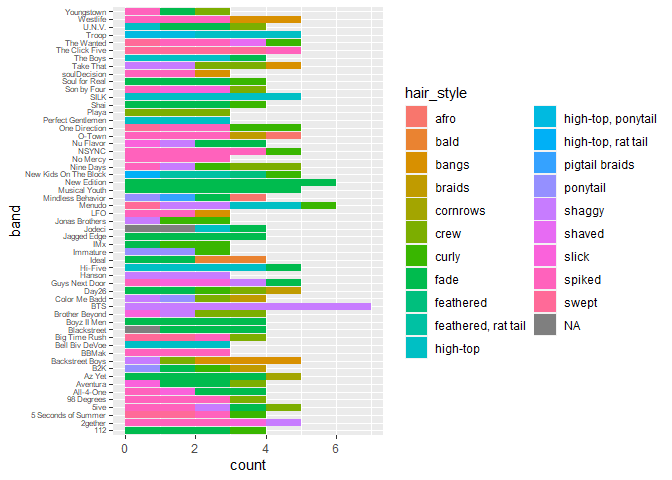 Youngstown
Westlife
U.N.V.
Troop
The Wanted
The Click Five
The Boys
Take That
soulDecision
Soul for Real
Son by Four
SILK
Shai
Playa
Perfect Gentlemen
One Direction
O-Town
Nu Flavor
NSYNC
No Mercy
Nine Days
New Kids On The Block
New Edition
Musical Youth
Mindless Behavior
Menudo
LFO
Jonas Brothers
Jodeci
Jagged Edge
IMx
Immature
Ideal
Hi-Five
Hanson
Guys Next Door
Day26
Color Me Badd
BTS
Brother Beyond
Boyz II Men
Blackstreet
Big Time Rush
Bell Biv DeVoe
BBMak
Backstreet Boys
B2K
Az Yet
Aventura
All-4-One
98 Degrees
5ive
5 Seconds of Summer
2gether
112
band
0 2 4 6
count
hair_style
afro
bald
bangs
braids
cornrows
crew
curly
fade
feathered
feathered, rat tail
high-top
high-top, ponytail
high-top, rat tail
pigtail braids
ponytail
shaggy
shaved
slick
spiked
swept
NA